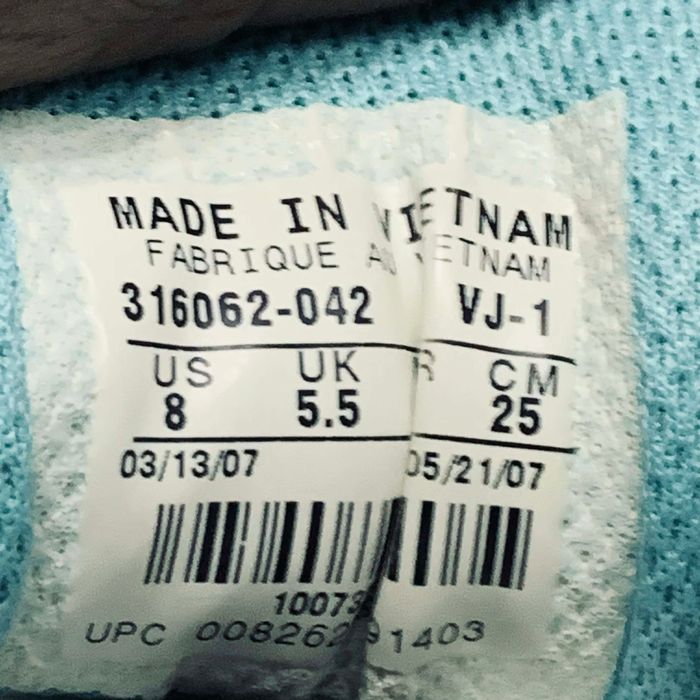 MADE IN VIETNAM
FABRIQUE AU VIETNAM
316062-042 VJ-1
US UK CM
8 5.5 25
03/13/07 05/21/07
UPC